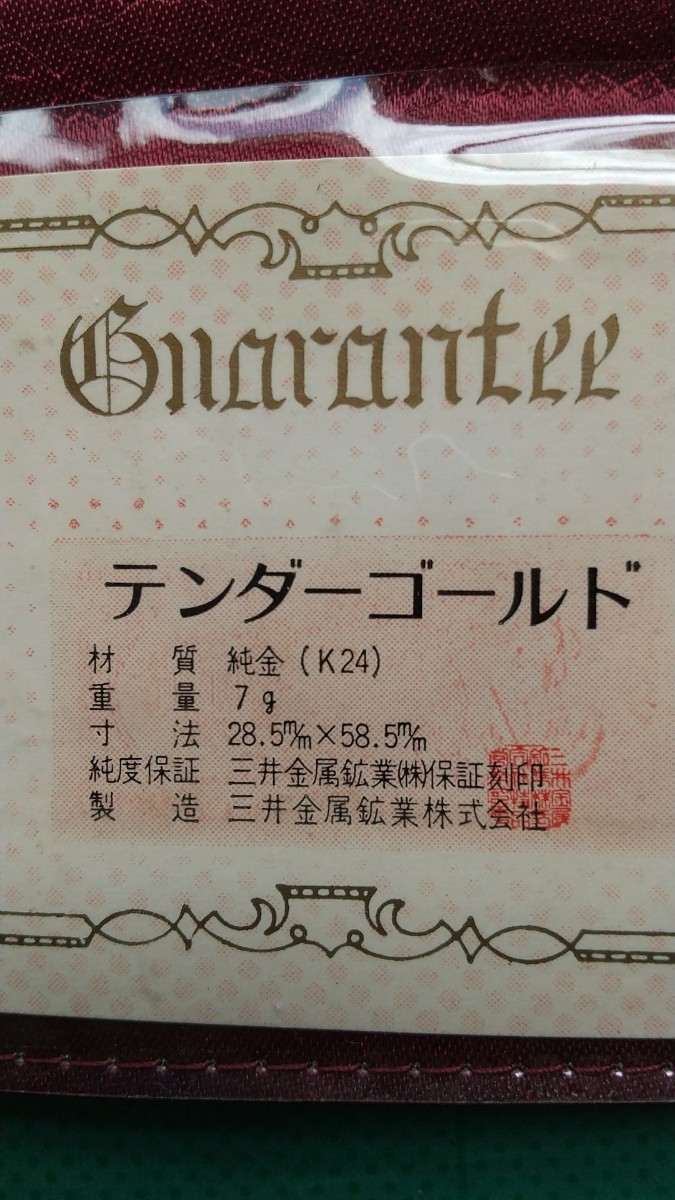 Guarantee
テンダーゴールド
材 質 純金(K24)
重 量 7g
寸 法 28.5m/m×58.5m/m
純度保証 三井金属鉱業(株)保証刻印
製 造 三井金属鉱業株式会社